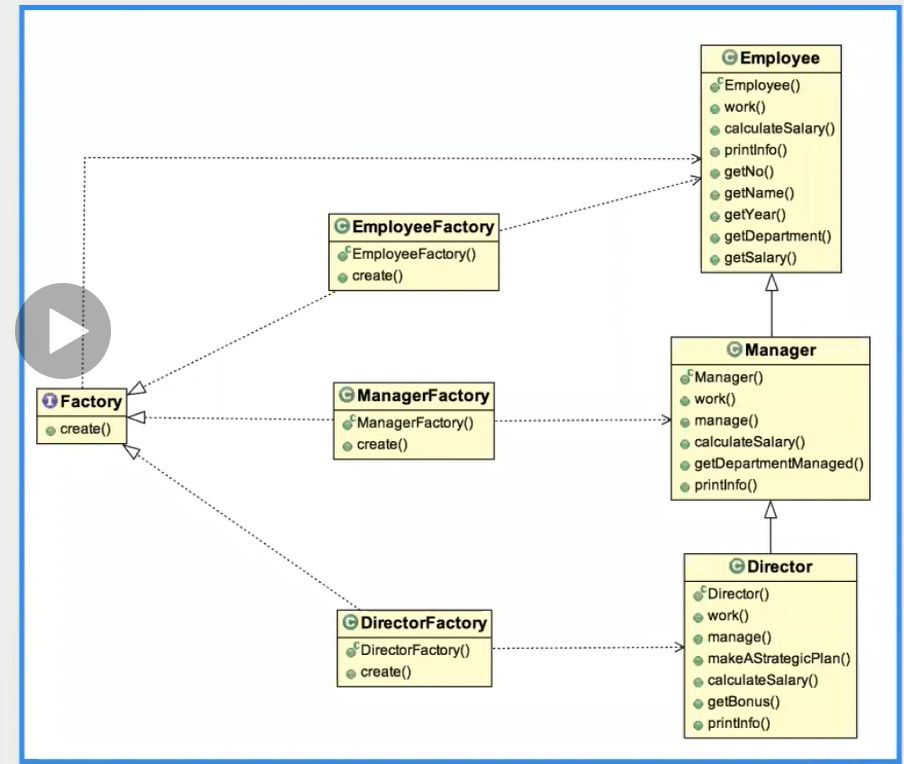 Employee
Employee()
work()
calculateSalary()
printInfo()
getNo()
getName()
getYear()
getDepartment()
getSalary()
EmployeeFactory
EmployeeFactory()
create()
Manager
Manager()
work()
manage()
calculateSalary()
getDepartmentManaged()
printInfo()
ManagerFactory
ManagerFactory()
create()
Factory
create()
Director
Director()
work()
manage()
makeAStrategicPlan()
calculateSalary()
getBonus()
printInfo()
DirectorFactory
DirectorFactory()
create()